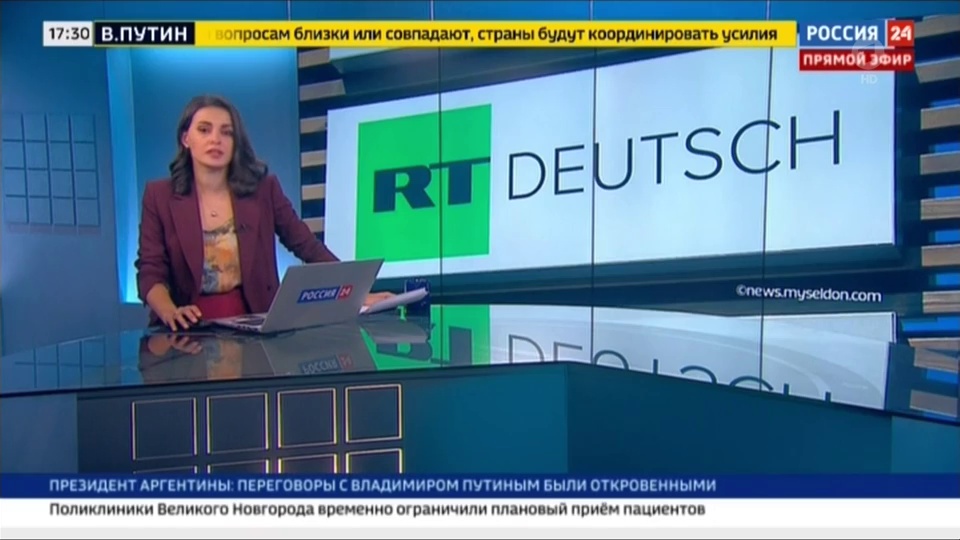 17:30 В.ПУТИН вопросам близки или совпадают, страны будут координировать усилия
РОССИЯ 24
ПРЯМОЙ ЭФИР
HD
RT DEUTSCH
РОССИЯ 24
©news.myseldon.com
ПРЕЗИДЕНТ АРГЕНТИНЫ: ПЕРЕГОВОРЫ С ВЛАДИМИРОМ ПУТИНЫМ БЫЛИ ОТКРОВЕННЫМИ
Поликлиники Великого Новгорода временно ограничили плановый приём пациентов